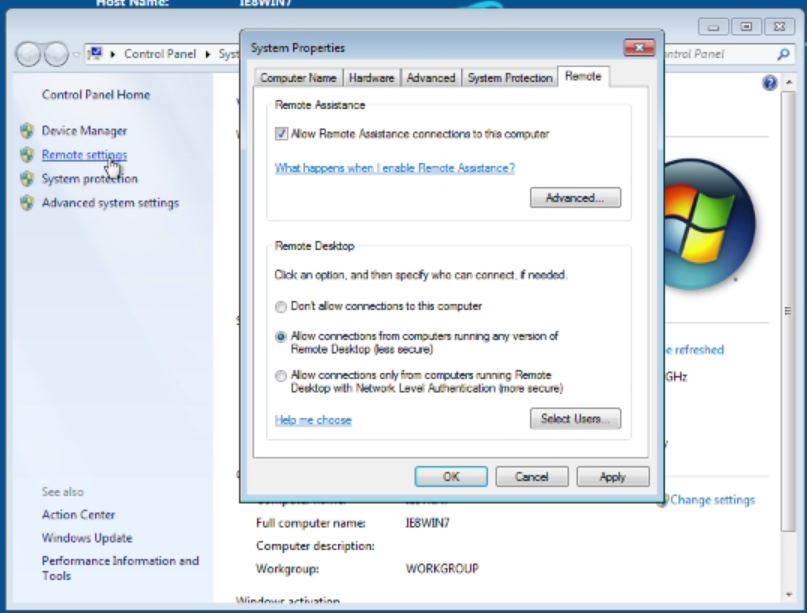 Host Name: IE8WIN7
Control Panel
Control Panel Home
Device Manager
Remote settings
System protection
Advanced system settings
See also
Action Center
Windows Update
Performance Information and
Tools
System Properties
Computer Name
Hardware
Advanced
System Protection
Remote
Remote Assistance
Allow Remote Assistance connections to this computer
What happens when I enable Remote Assistance?
Advanced...
Remote Desktop
Click an option, and then specify who can connect, if needed.
Don't allow connections to this computer
Allow connections from computers running any version of
Remote Desktop (less secure)
Allow connections only from computers running Remote
Desktop with Network Level Authentication (more secure)
Help me choose
Select Users...
OK
Cancel
Apply
Panel
refreshed
GHz
Change settings
Full computer name: IE8WIN7
Computer description:
Workgroup: WORKGROUP
Windows activation